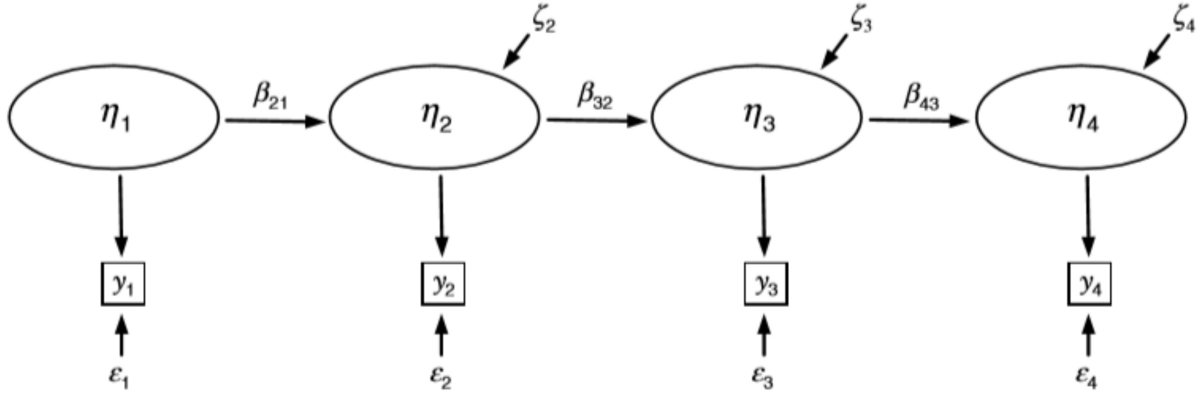 ζ₂ ζ₃ ζ₄
η₁ β₂₁ η₂ β₃₂ η₃ β₄₃ η₄
y₁ y₂ y₃ y₄
ε₁ ε₂ ε₃ ε₄